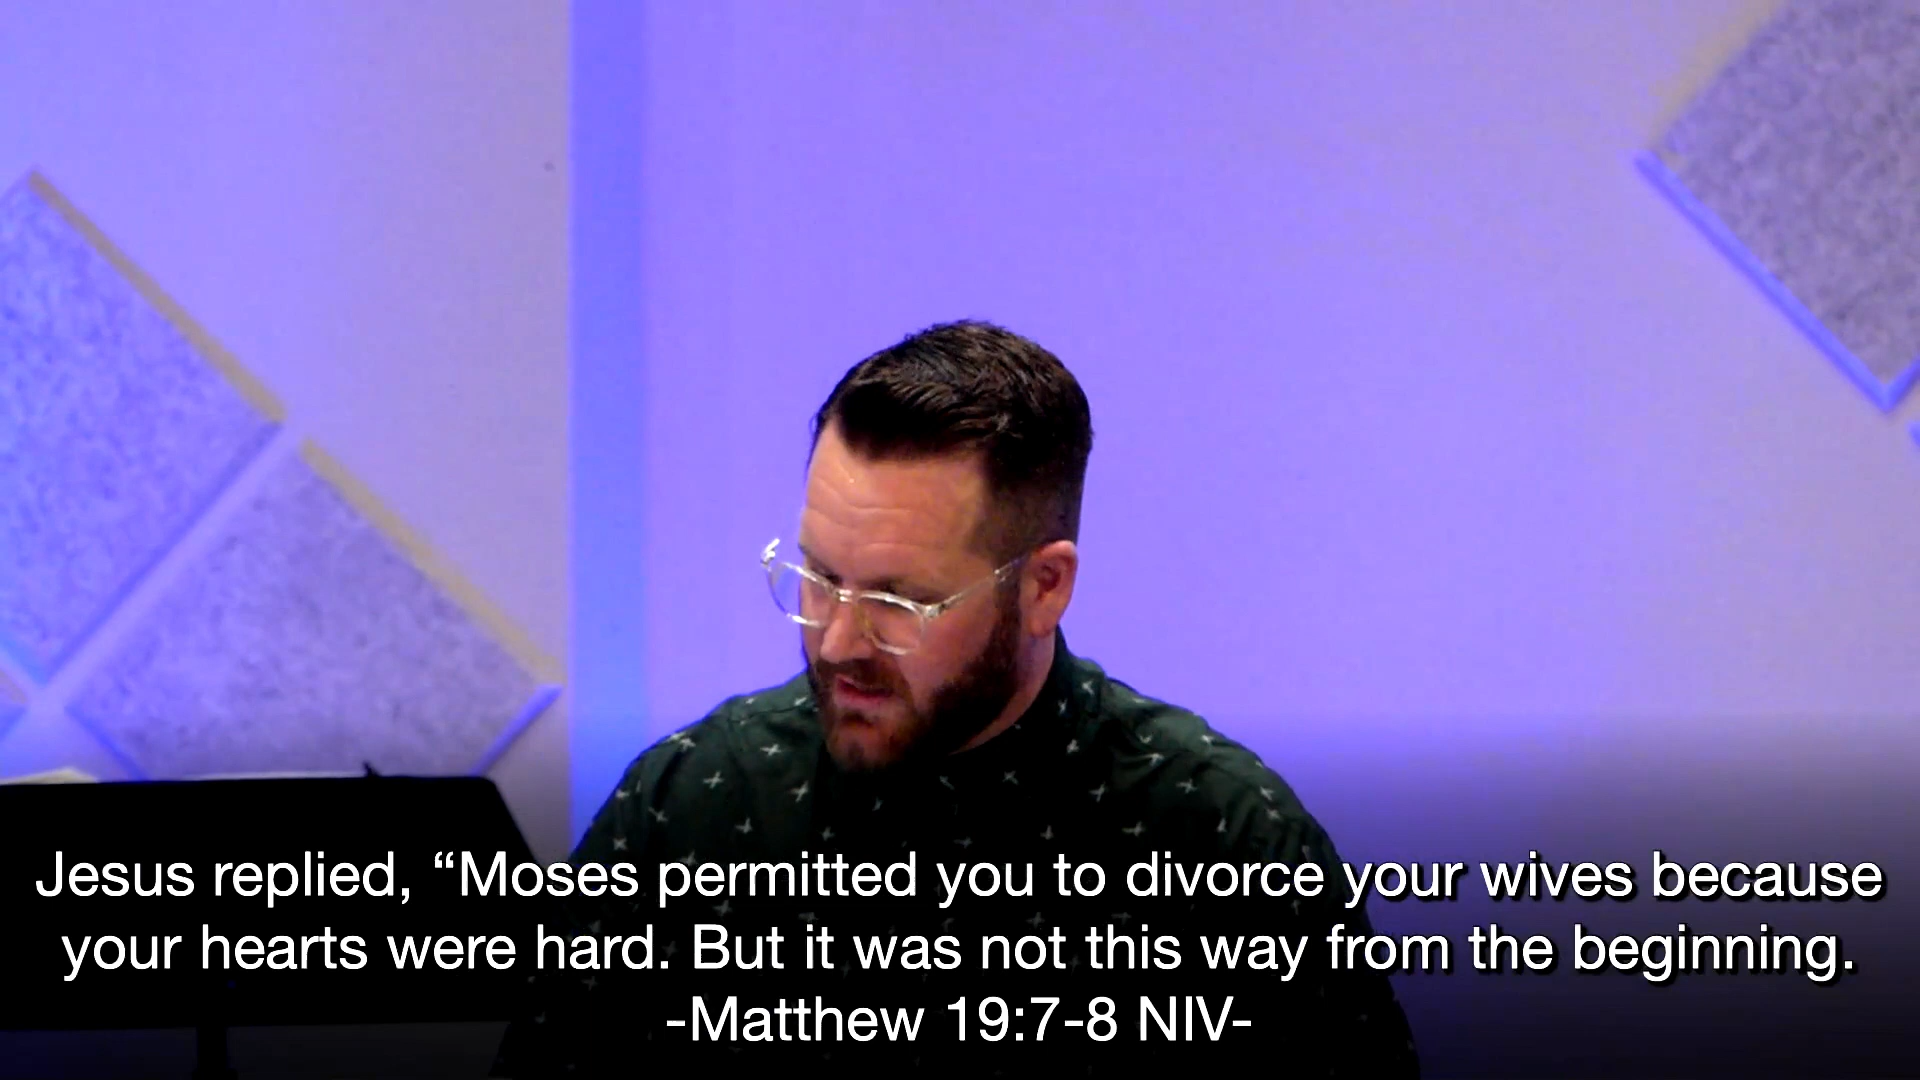 Jesus replied, “Moses permitted you to divorce your wives because
your hearts were hard. But it was not this way from the beginning.
-Matthew 19:7-8 NIV-